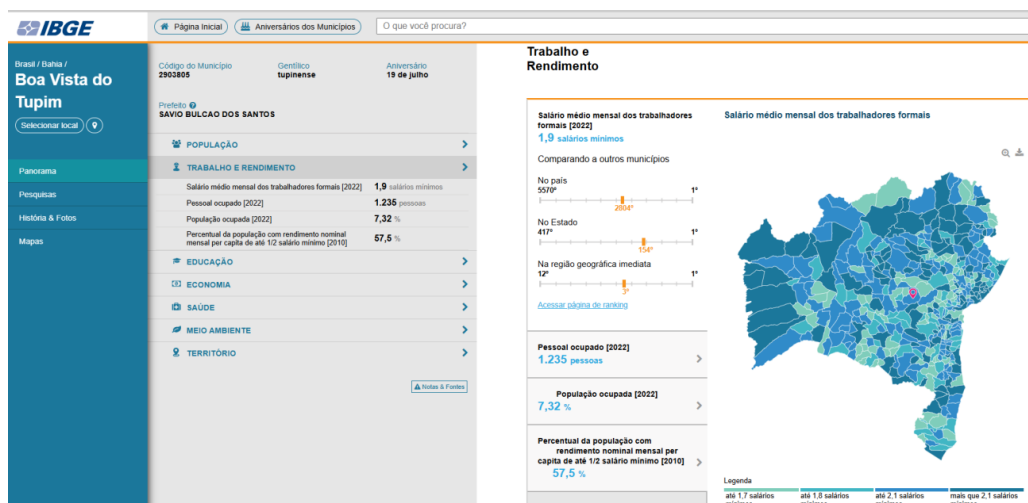 IBGE
Página Inicial
Aniversários dos Municípios
O que você procura?
Brasil / Bahia /
Boa Vista do
Tupim
Selecionar local
Panorama
Pesquisas
História & Fotos
Mapas
Código do Município
2903805
Gentílico
tupinense
Aniversário
19 de julho
Prefeito
SAVIO BULCAO DOS SANTOS
POPULAÇÃO
TRABALHO E RENDIMENTO
Salário médio mensal dos trabalhadores formais [2022] 1,9 salários mínimos
Pessoal ocupado [2022] 1.235 pessoas
População ocupada [2022] 7,32 %
Percentual da população com rendimento nominal
mensal per capita de até 1/2 salário mínimo [2010] 57,5 %
EDUCAÇÃO
ECONOMIA
SAÚDE
MEIO AMBIENTE
TERRITÓRIO
Notas & Fontes
Trabalho e
Rendimento
Salário médio mensal dos trabalhadores
formais [2022]
1,9 salários mínimos
Comparando a outros municípios
No país
5570º 1º
2804º
No Estado
417º 1º
154º
Na região geográfica imediata
12º 1º
3º
Acessar página de ranking
Pessoal ocupado [2022]
1.235 pessoas
População ocupada [2022]
7,32 %
Percentual da população com
rendimento nominal mensal per
capita de até 1/2 salário mínimo [2010]
57,5 %
Salário médio mensal dos trabalhadores formais
Legenda
até 1,7 salários
até 1,8 salários
até 2,1 salários
mais que 2,1 salários